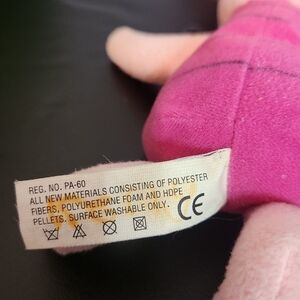 REG. NO. PA-60
ALL NEW MATERIALS CONSISTING OF POLYESTER
FIBERS, POLYURETHANE FOAM AND HDPE
PELLETS. SURFACE WASHABLE ONLY.
CE